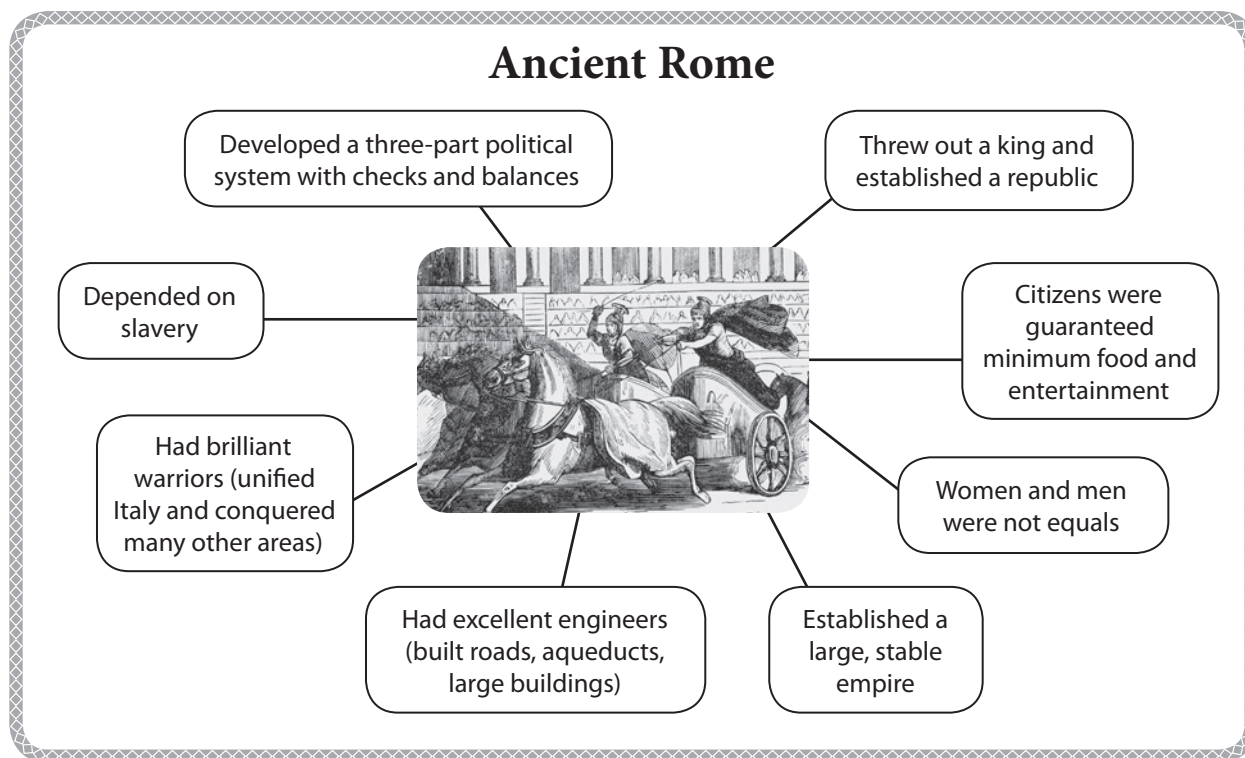 Ancient Rome
Developed a three-part political
system with checks and balances
Threw out a king and
established a republic
Depended on
slavery
Citizens were
guaranteed
minimum food and
entertainment
Had brilliant
warriors (unified
Italy and conquered
many other areas)
Women and men
were not equals
Had excellent engineers
(built roads, aqueducts,
large buildings)
Established a
large, stable
empire